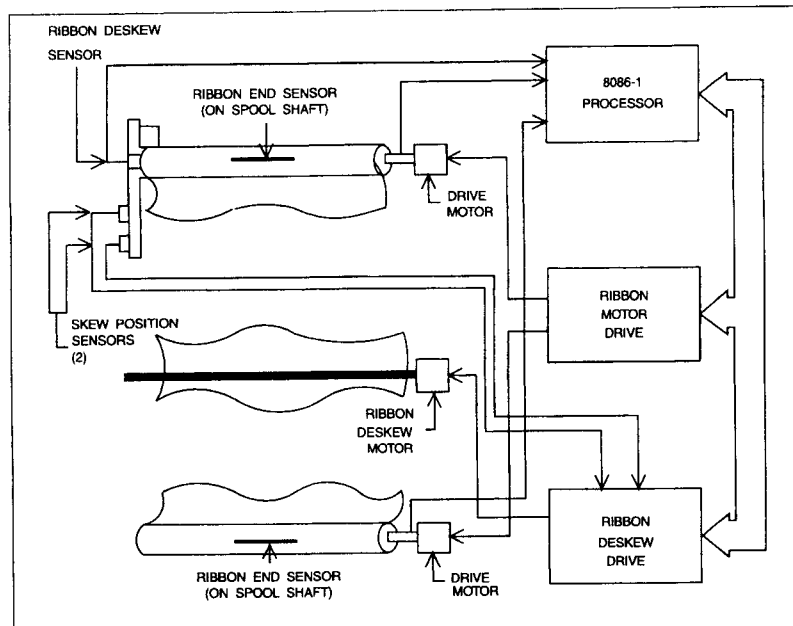 RIBBON DESKEW
SENSOR
RIBBON END SENSOR
(ON SPOOL SHAFT)
8086-1
PROCESSOR
DRIVE
MOTOR
SKEW POSITION
SENSORS
(2)
RIBBON
MOTOR
DRIVE
RIBBON
DESKEW
MOTOR
RIBBON
DESKEW
DRIVE
RIBBON END SENSOR
(ON SPOOL SHAFT)
DRIVE
MOTOR